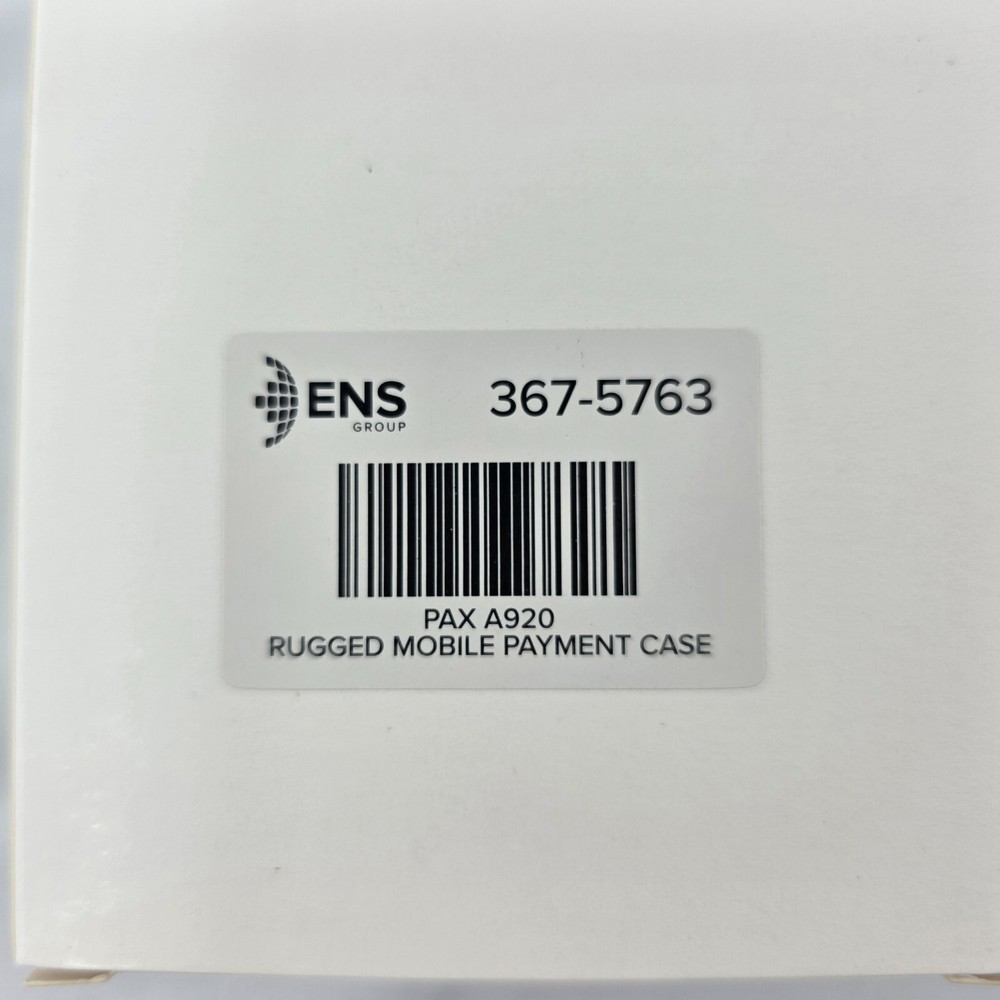 ENS 367-5763
GROUP
PAX A920
RUGGED MOBILE PAYMENT CASE